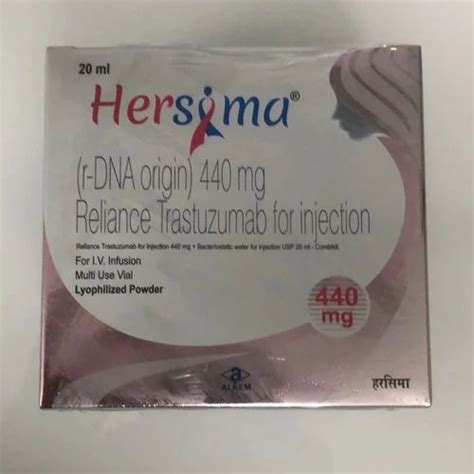 20 ml
Hersima®
(r-DNA origin) 440 mg
Reliance Trastuzumab for injection
Reliance Trastuzumab for Injection 440 mg + Bacteriostatic water for Injection USP 20 ml - Combikit.
For I.V. Infusion
Multi Use Vial
Lyophilized Powder
440
mg
ALKEM
हरसिमा